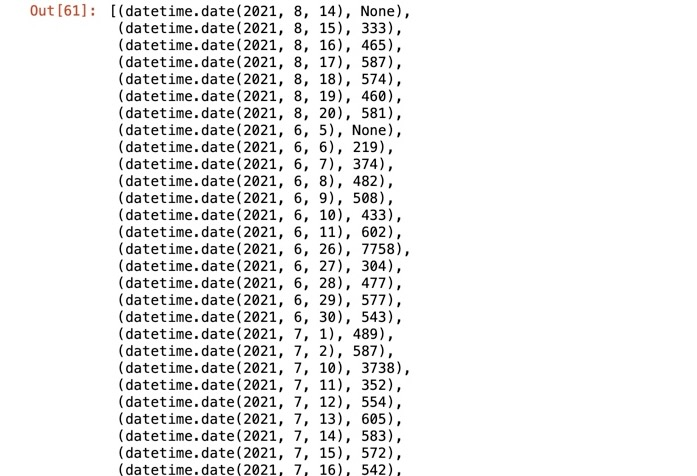 Out[61]: [(datetime.date(2021, 8, 14), None),
(datetime.date(2021, 8, 15), 333),
(datetime.date(2021, 8, 16), 465),
(datetime.date(2021, 8, 17), 587),
(datetime.date(2021, 8, 18), 574),
(datetime.date(2021, 8, 19), 460),
(datetime.date(2021, 8, 20), 581),
(datetime.date(2021, 6, 5), None),
(datetime.date(2021, 6, 6), 219),
(datetime.date(2021, 6, 7), 374),
(datetime.date(2021, 6, 8), 482),
(datetime.date(2021, 6, 9), 508),
(datetime.date(2021, 6, 10), 433),
(datetime.date(2021, 6, 11), 602),
(datetime.date(2021, 6, 26), 7758),
(datetime.date(2021, 6, 27), 304),
(datetime.date(2021, 6, 28), 477),
(datetime.date(2021, 6, 29), 577),
(datetime.date(2021, 6, 30), 543),
(datetime.date(2021, 7, 1), 489),
(datetime.date(2021, 7, 2), 587),
(datetime.date(2021, 7, 10), 3738),
(datetime.date(2021, 7, 11), 352),
(datetime.date(2021, 7, 12), 554),
(datetime.date(2021, 7, 13), 605),
(datetime.date(2021, 7, 14), 583),
(datetime.date(2021, 7, 15), 572),
(datetime.date(2021, 7, 16), 542),